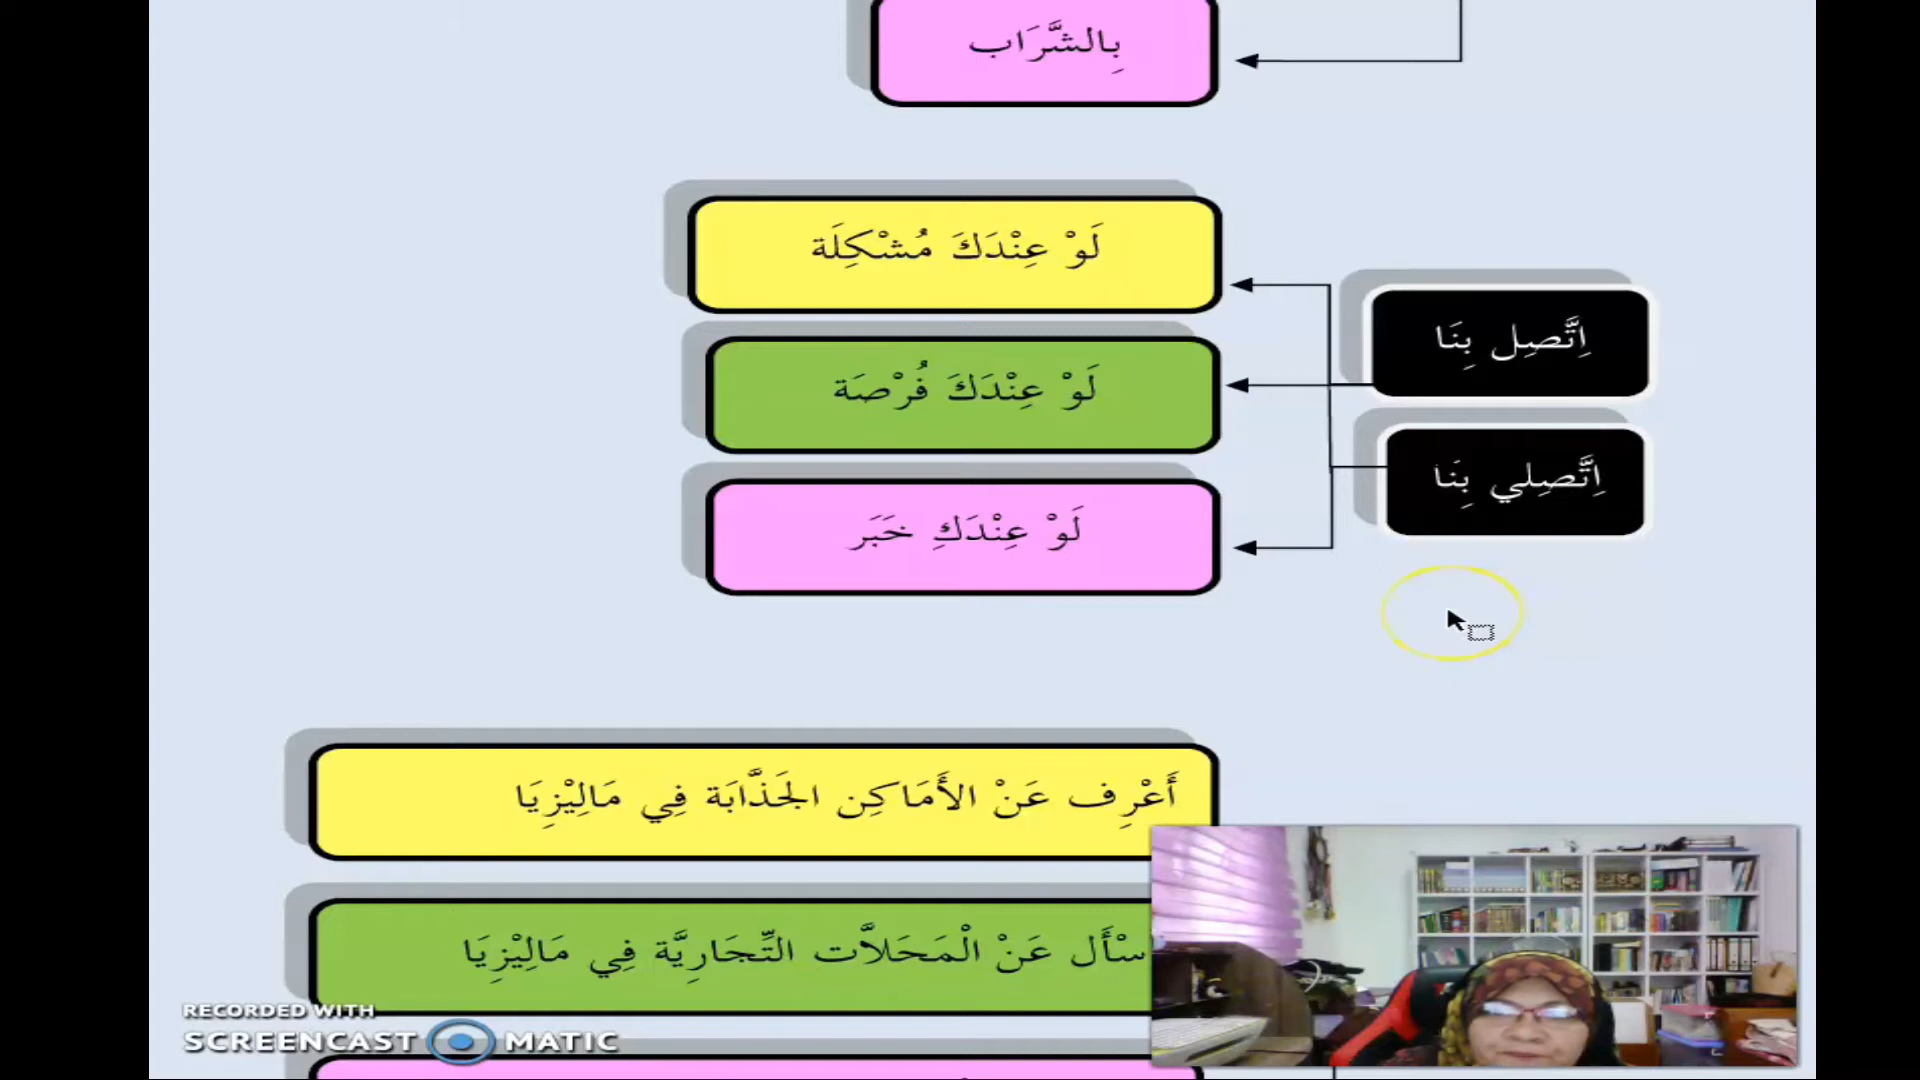 بِالشَّرَاب
لَوْ عِنْدَكَ مُشْكِلَة
اِتَّصِل بِنَا
لَوْ عِنْدَكَ فُرْصَة
اِتَّصِلي بِنَا
لَوْ عِنْدَكِ خَبَر
أَعْرِف عَنْ الأَمَاكِن الجَذَّابَة فِي مَالِيْزِيَا
عَنْ الْمَحَلاَّت التِّجَارِيَّة فِي مَالِيْزِيَا
RECORDED WITH
SCREENCAST MATIC